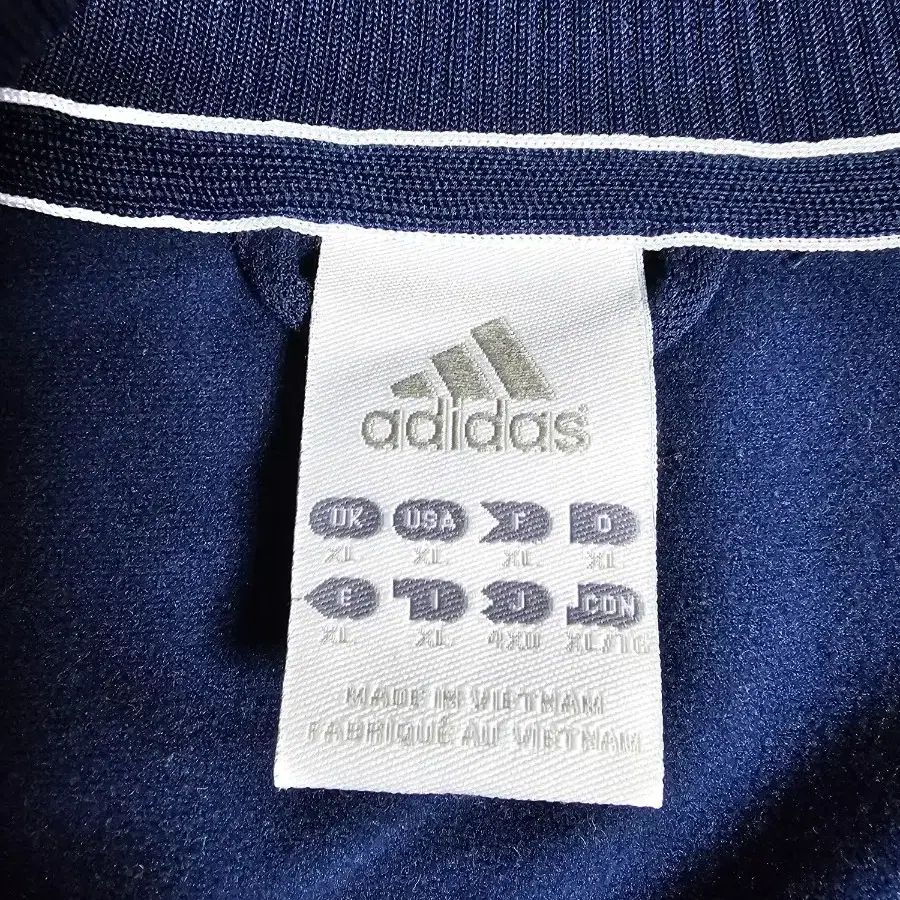 adidas
UK USA F D
XL XL XL XL
E I J CDN
XL XL 4XO XL/TG
MADE IN VIETNAM
FABRIQUÉ AU VIETNAM